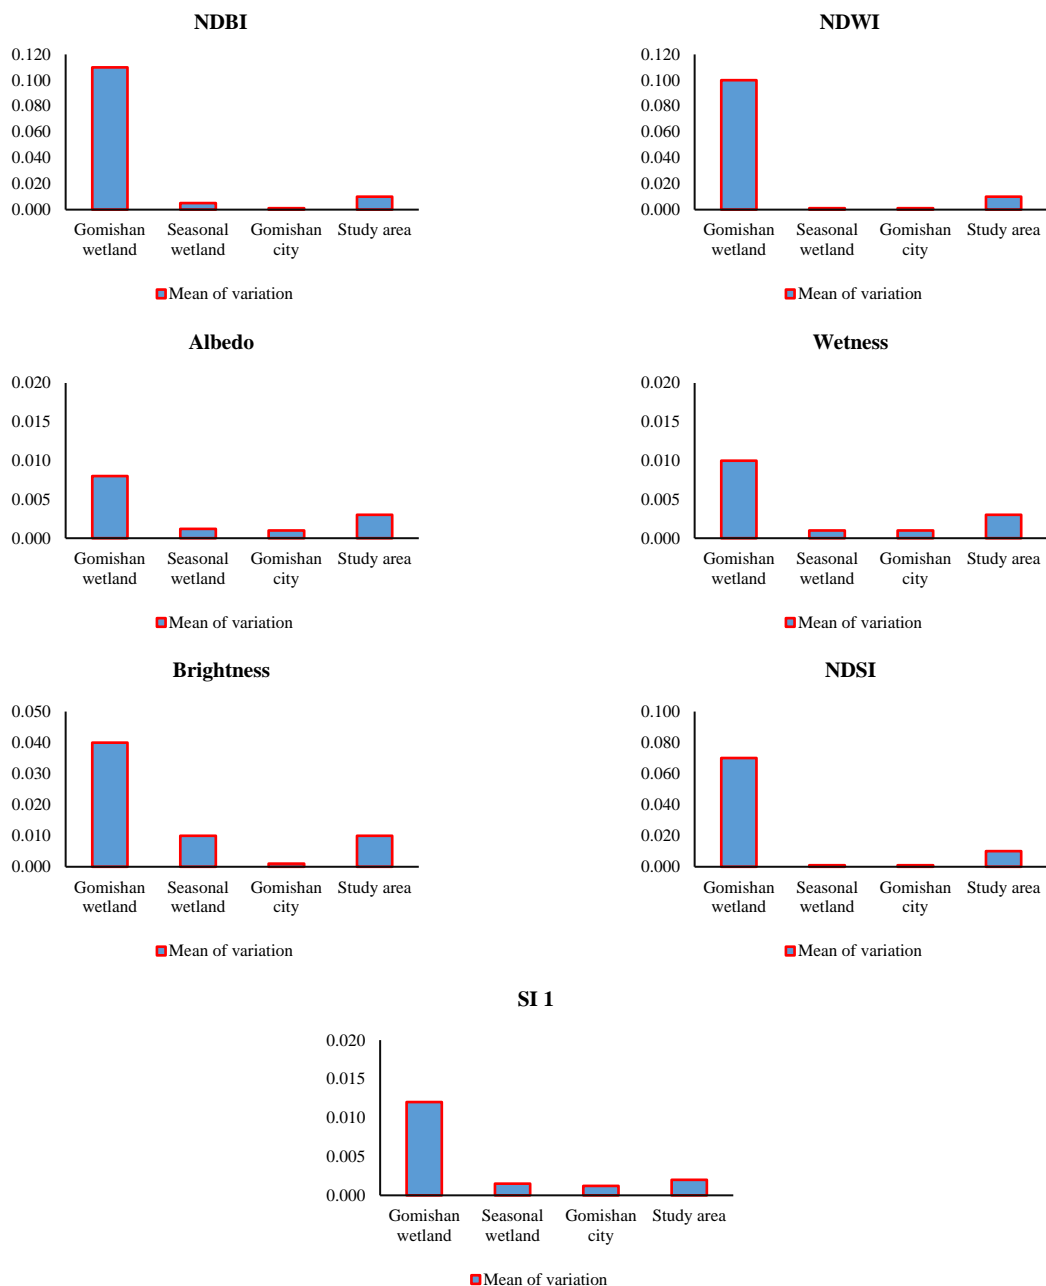 NDBI
0.120
0.100
0.080
0.060
0.040
0.020
0.000
Gomishan wetland
Seasonal wetland
Gomishan city
Study area
Mean of variation
NDWI
0.120
0.100
0.080
0.060
0.040
0.020
0.000
Gomishan wetland
Seasonal wetland
Gomishan city
Study area
Mean of variation
Albedo
0.020
0.015
0.010
0.005
0.000
Gomishan wetland
Seasonal wetland
Gomishan city
Study area
Mean of variation
Wetness
0.020
0.015
0.010
0.005
0.000
Gomishan wetland
Seasonal wetland
Gomishan city
Study area
Mean of variation
Brightness
0.050
0.040
0.030
0.020
0.010
0.000
Gomishan wetland
Seasonal wetland
Gomishan city
Study area
Mean of variation
NDSI
0.100
0.080
0.060
0.040
0.020
0.000
Gomishan wetland
Seasonal wetland
Gomishan city
Study area
Mean of variation
SI 1
0.020
0.015
0.010
0.005
0.000
Gomishan wetland
Seasonal wetland
Gomishan city
Study area
Mean of variation